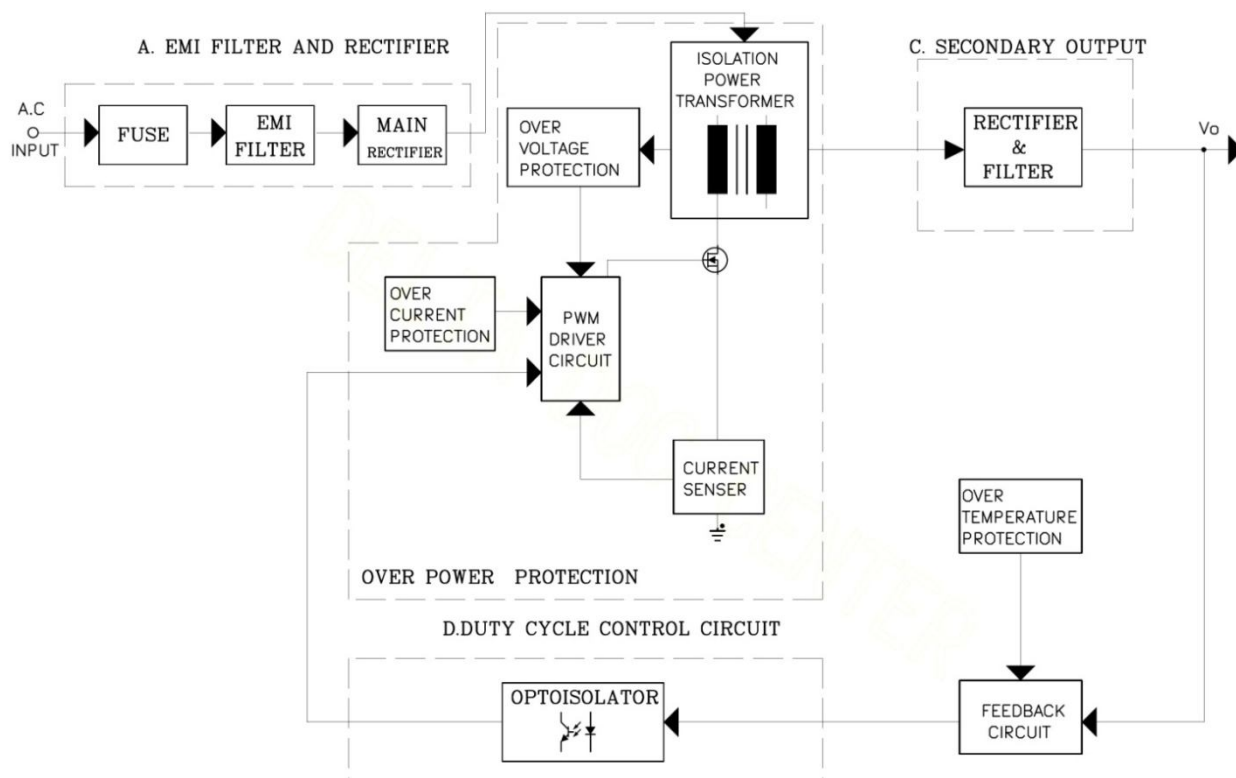 A. EMI FILTER AND RECTIFIER
C. SECONDARY OUTPUT
A.C
INPUT
FUSE
EMI
FILTER
MAIN
RECTIFIER
OVER
VOLTAGE
PROTECTION
ISOLATION
POWER
TRANSFORMER
RECTIFIER
&
FILTER
Vo
OVER
CURRENT
PROTECTION
PWM
DRIVER
CIRCUIT
CURRENT
SENSER
OVER
TEMPERATURE
PROTECTION
OVER POWER PROTECTION
D.DUTY CYCLE CONTROL CIRCUIT
OPTOISOLATOR
FEEDBACK
CIRCUIT